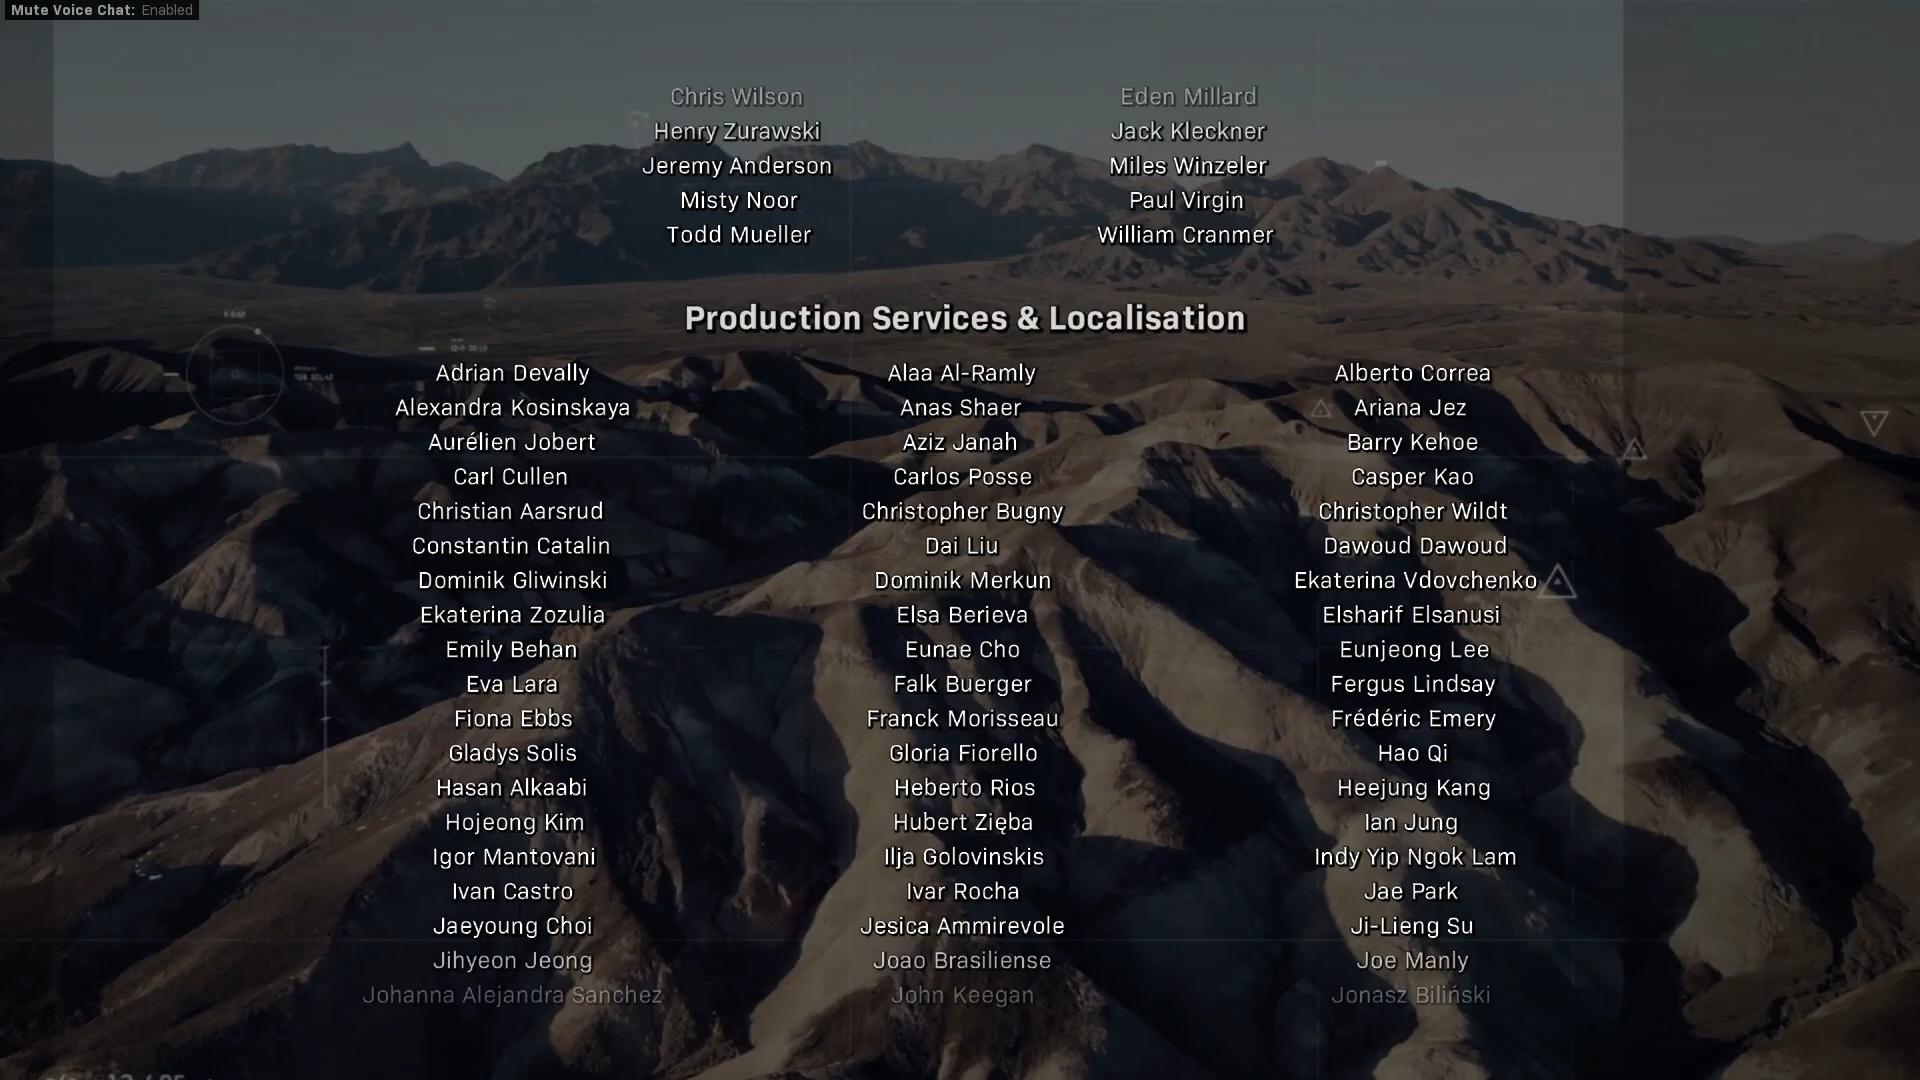 Mute Voice Chat: Enabled
Chris Wilson Eden Millard
Henry Zurawski Jack Kleckner
Jeremy Anderson Miles Winzeler
Misty Noor Paul Virgin
Todd Mueller William Cranmer
Production Services & Localisation
Adrian Devally Alaa Al-Ramly Alberto Correa
Alexandra Kosinskaya Anas Shaer Ariana Jez
Aurélien Jobert Aziz Janah Barry Kehoe
Carl Cullen Carlos Posse Casper Kao
Christian Aarsrud Christopher Bugny Christopher Wildt
Constantin Catalin Dai Liu Dawoud Dawoud
Dominik Gliwinski Dominik Merkun Ekaterina Vdovchenko
Ekaterina Zozulia Elsa Berieva Elsharif Elsanusi
Emily Behan Eunae Cho Eunjeong Lee
Eva Lara Falk Buerger Fergus Lindsay
Fiona Ebbs Franck Morisseau Frédéric Emery
Gladys Solis Gloria Fiorello Hao Qi
Hasan Alkaabi Heberto Rios Heejung Kang
Hojeong Kim Hubert Zięba Ian Jung
Igor Mantovani Ilja Golovinskis Indy Yip Ngok Lam
Ivan Castro Ivar Rocha Jae Park
Jaeyoung Choi Jesica Ammirevole Ji-Lieng Su
Jihyeon Jeong Joao Brasiliense Joe Manly
Johanna Alejandra Sanchez John Keegan Jonasz Biliński